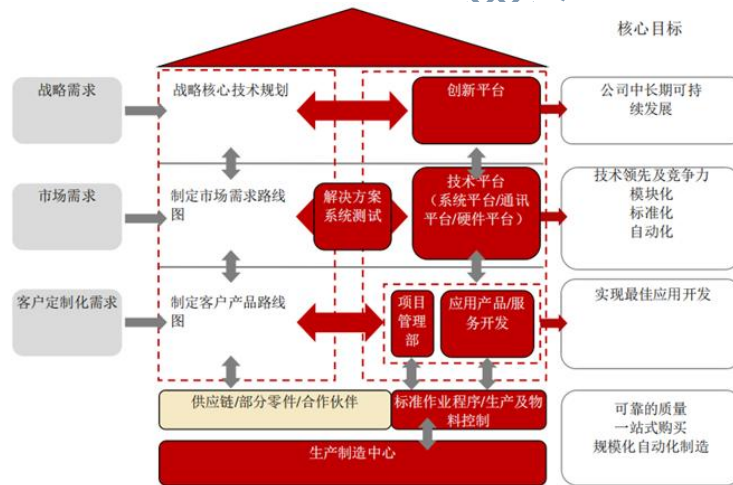 核心目标
战略需求
战略核心技术规划
创新平台
公司中长期可持
续发展
市场需求
制定市场需求路线
图
解决方案
系统测试
技术平台
（系统平台/通讯
平台/硬件平台）
技术领先及竞争力
模块化
标准化
自动化
客户定制化需求
制定客户产品路线
图
项目
管理
部
应用产品/服
务开发
实现最佳应用开发
供应链/部分零件/合作伙伴
标准作业程序/生产及物
料控制
可靠的质量
一站式购买
规模化自动化制造
生产制造中心